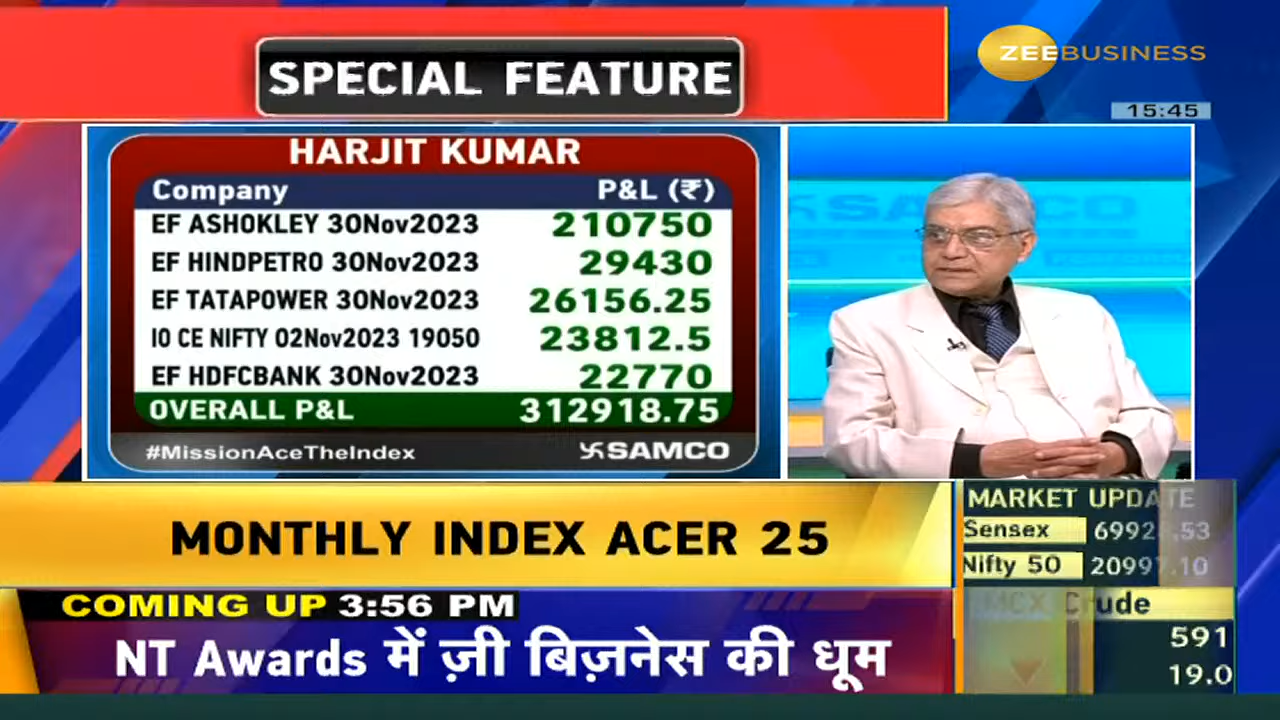 SPECIAL FEATURE
ZEEBUSINESS
15:45
HARJIT KUMAR
Company P&L (₹)
EF ASHOKLEY 30Nov2023 210750
EF HINDPETRO 30Nov2023 29430
EF TATAPOWER 30Nov2023 26156.25
IO CE NIFTY 02Nov2023 19050 23812.5
EF HDFCBANK 30Nov2023 22770
OVERALL P&L 312918.75
#MissionAceTheIndex SAMCO
MONTHLY INDEX ACER 25
MARKET UPDATE
Sensex
Nifty 50
MCX Crude
591
19.0
COMING UP 3:56 PM
NT Awards में ज़ी बिज़नेस की धूम